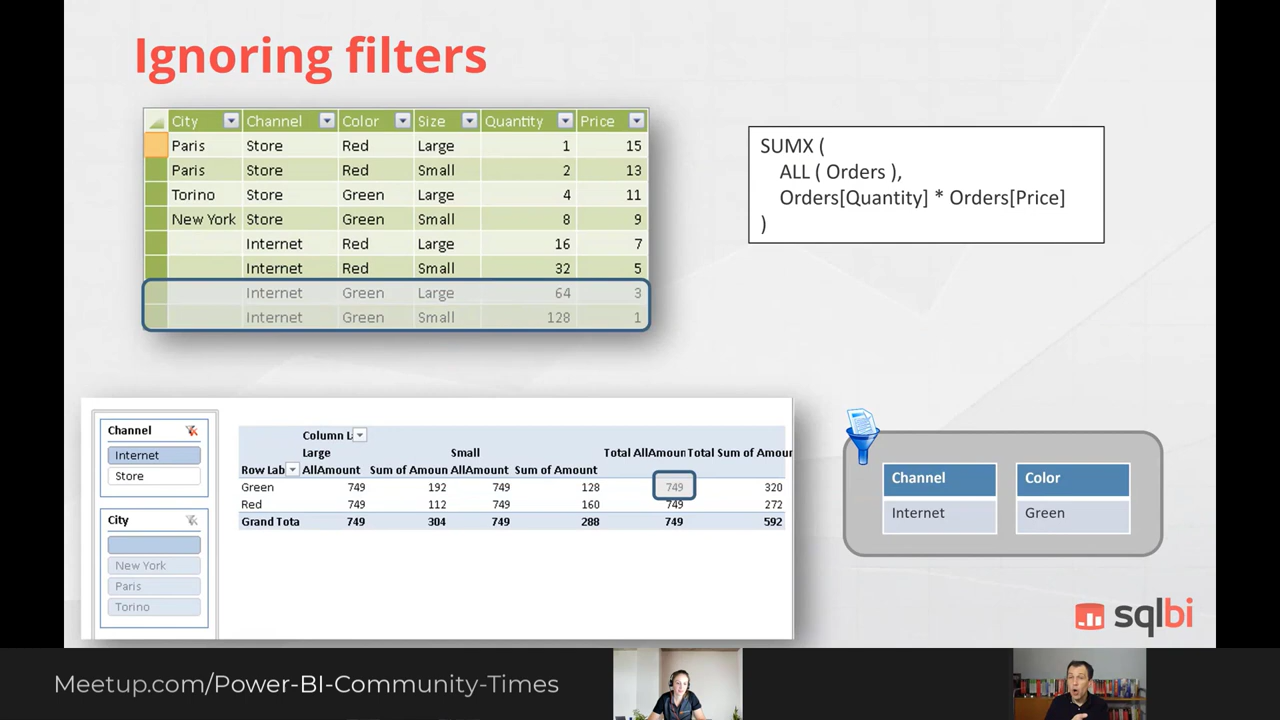 Ignoring filters
City Channel Color Size Quantity Price
Paris Store Red Large 1 15
Paris Store Red Small 2 13
Torino Store Green Large 4 11
New York Store Green Small 8 9
Internet Red Large 16 7
Internet Red Small 32 5
Internet Green Large 64 3
Internet Green Small 128 1
SUMX (
ALL ( Orders ),
Orders[Quantity] * Orders[Price]
)
Channel
Internet
Store
City
New York
Paris
Torino
Column L
Large Small Total AllAmoun Total Sum of Amoun
Row Lab AllAmount Sum of Amoun AllAmount Sum of Amount
Green 749 192 749 128 749 320
Red 749 112 749 160 749 272
Grand Tota 749 304 749 288 749 592
Channel Color
Internet Green
sqlbi
Meetup.com/Power-BI-Community-Times